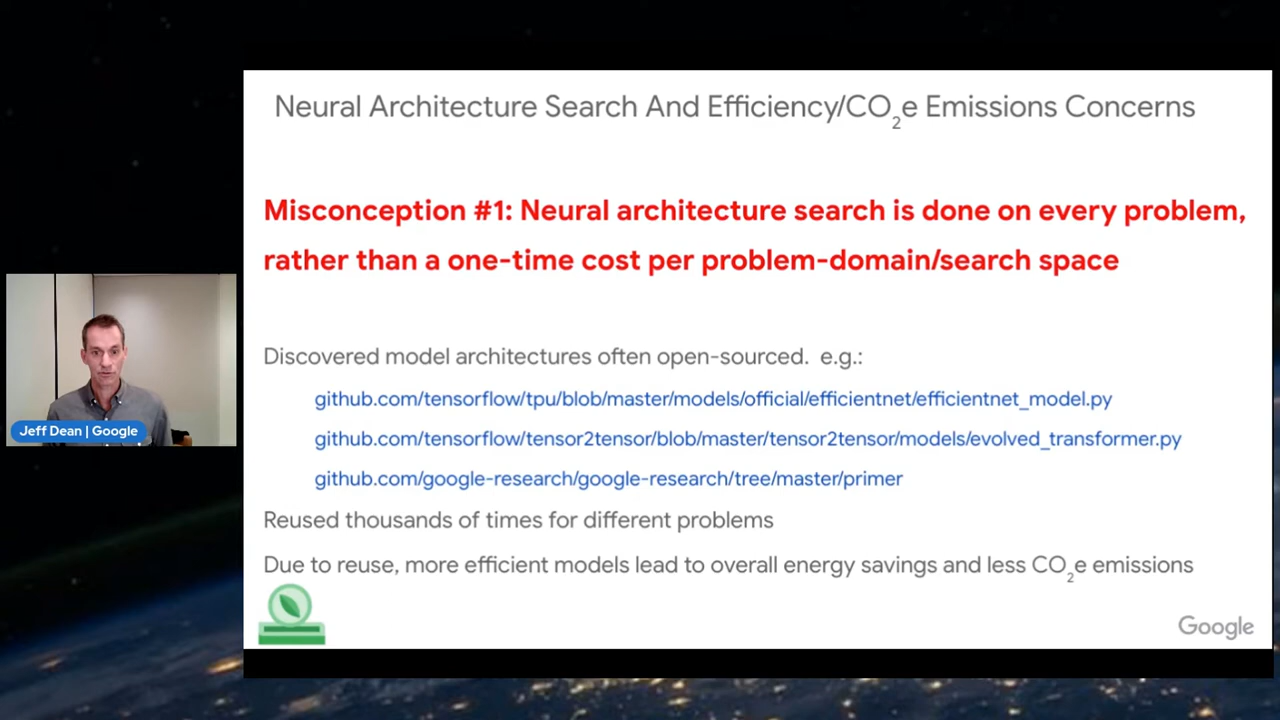 Neural Architecture Search And Efficiency/CO2e Emissions Concerns
Misconception #1: Neural architecture search is done on every problem,
rather than a one-time cost per problem-domain/search space
Discovered model architectures often open-sourced. e.g.:
github.com/tensorflow/tpu/blob/master/models/official/efficientnet/efficientnet_model.py
github.com/tensorflow/tensor2tensor/blob/master/tensor2tensor/models/evolved_transformer.py
github.com/google-research/google-research/tree/master/primer
Reused thousands of times for different problems
Due to reuse, more efficient models lead to overall energy savings and less CO2e emissions
Google
Jeff Dean | Google